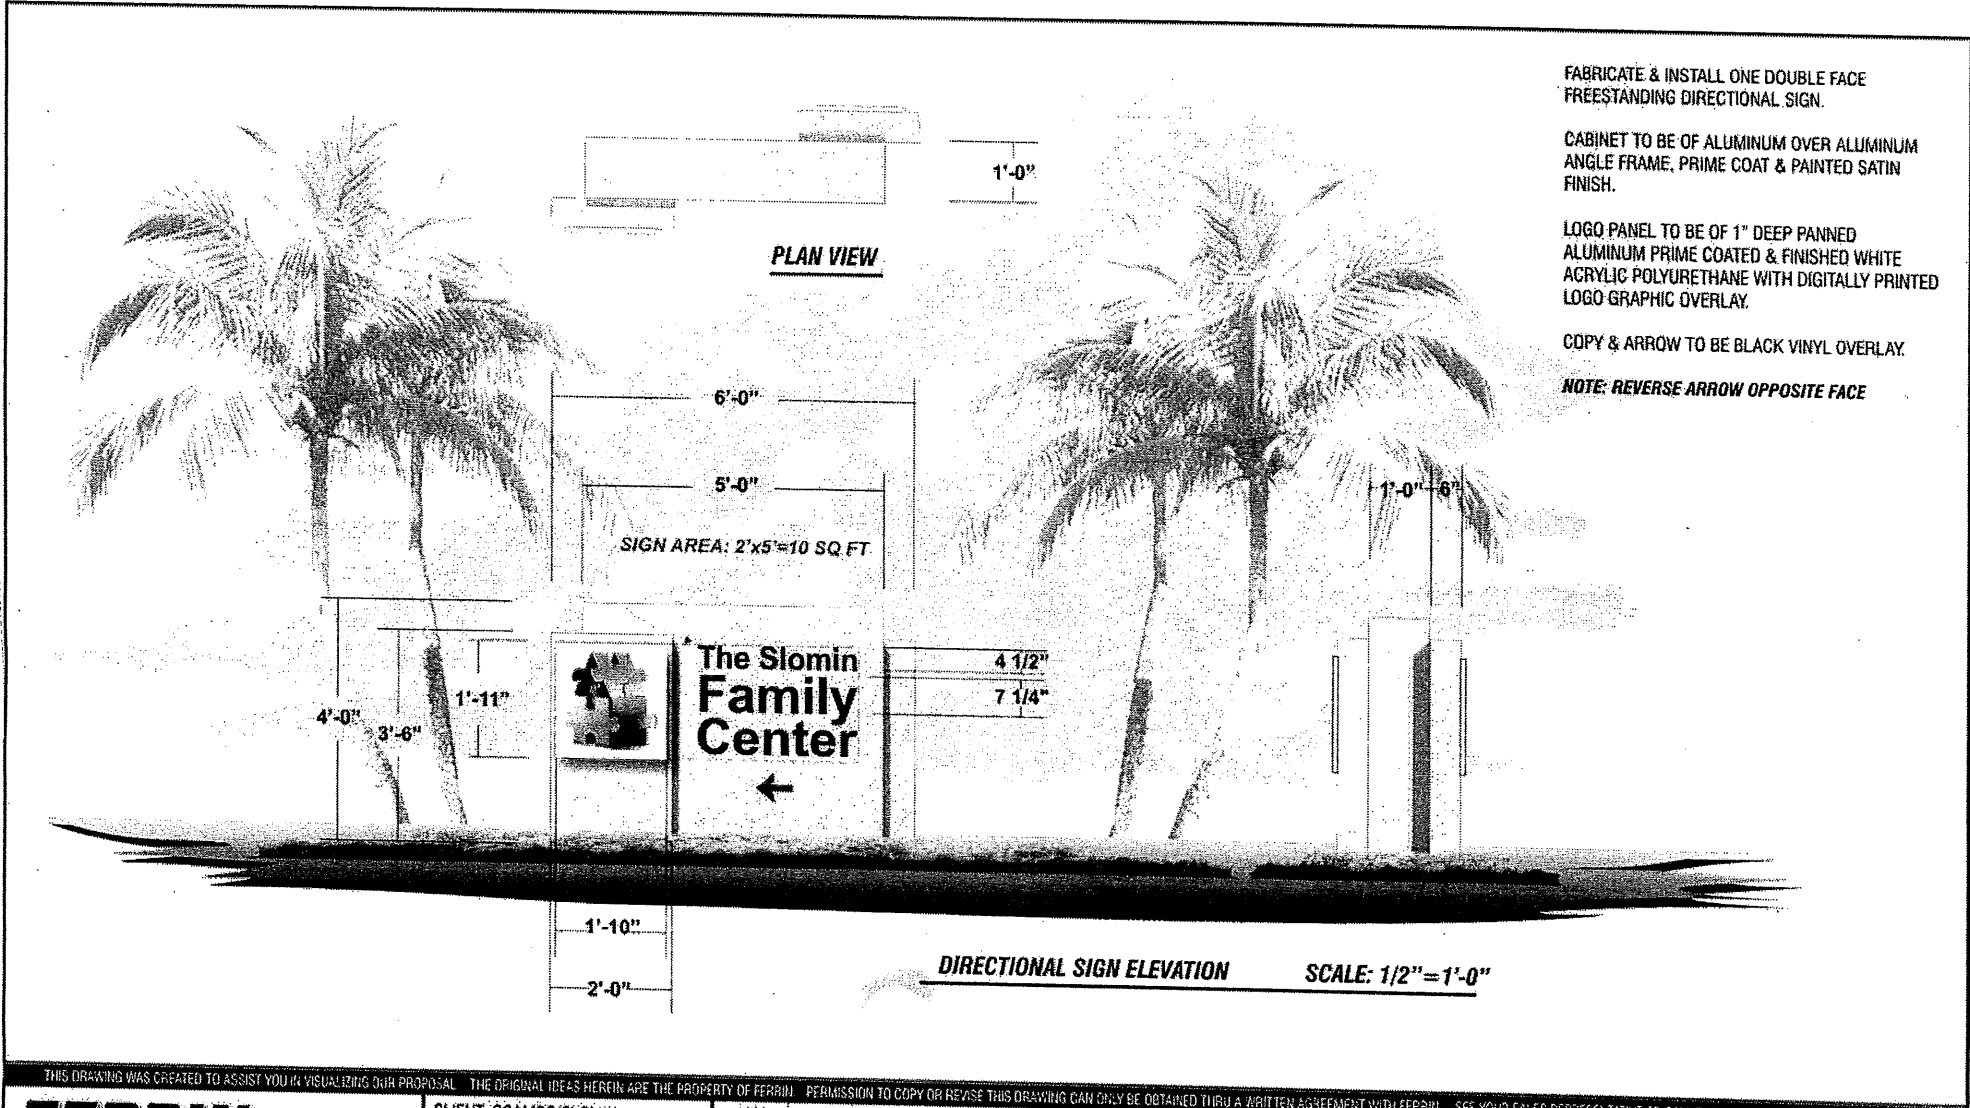 FABRICATE & INSTALL ONE DOUBLE FACE
FREESTANDING DIRECTIONAL SIGN.
CABINET TO BE OF ALUMINUM OVER ALUMINUM
ANGLE FRAME, PRIME COAT & PAINTED SATIN
FINISH.
LOGO PANEL TO BE OF 1" DEEP PANNED
ALUMINUM PRIME COATED & FINISHED WHITE
ACRYLIC POLYURETHANE WITH DIGITALLY PRINTED
LOGO GRAPHIC OVERLAY.
COPY & ARROW TO BE BLACK VINYL OVERLAY.
NOTE: REVERSE ARROW OPPOSITE FACE
1'-0"
PLAN VIEW
6'-0"
5'-0"
1'-0" 6"
SIGN AREA: 2'x5'=10 SQ FT
The Slomin
Family
Center
←
4 1/2"
7 1/4"
1'-11"
4'-0"
3'-6"
1'-10"
2'-0"
DIRECTIONAL SIGN ELEVATION SCALE: 1/2"=1'-0"
THIS DRAWING WAS CREATED TO ASSIST YOU IN VISUALIZING OUR PROPOSAL THE ORIGINAL IDEAS HEREIN ARE THE PROPERTY OF FERRIN. PERMISSION TO COPY OR REVISE THIS DRAWING CAN ONLY BE OBTAINED THRU A WRITTEN AGREEMENT WITH FERRIN.